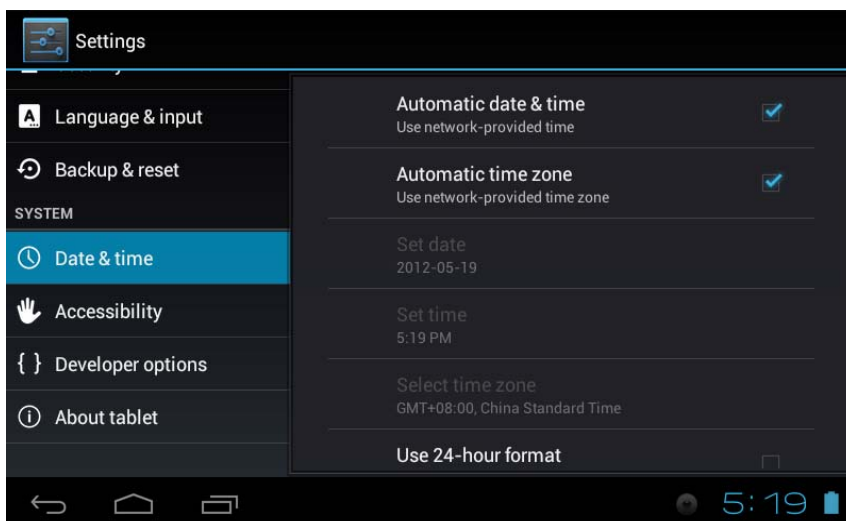 Settings
Language & input
Backup & reset
SYSTEM
Date & time
Accessibility
{ } Developer options
About tablet
Automatic date & time
Use network-provided time
Automatic time zone
Use network-provided time zone
Set date
2012-05-19
Set time
5:19 PM
Select time zone
GMT+08:00, China Standard Time
Use 24-hour format
5:19